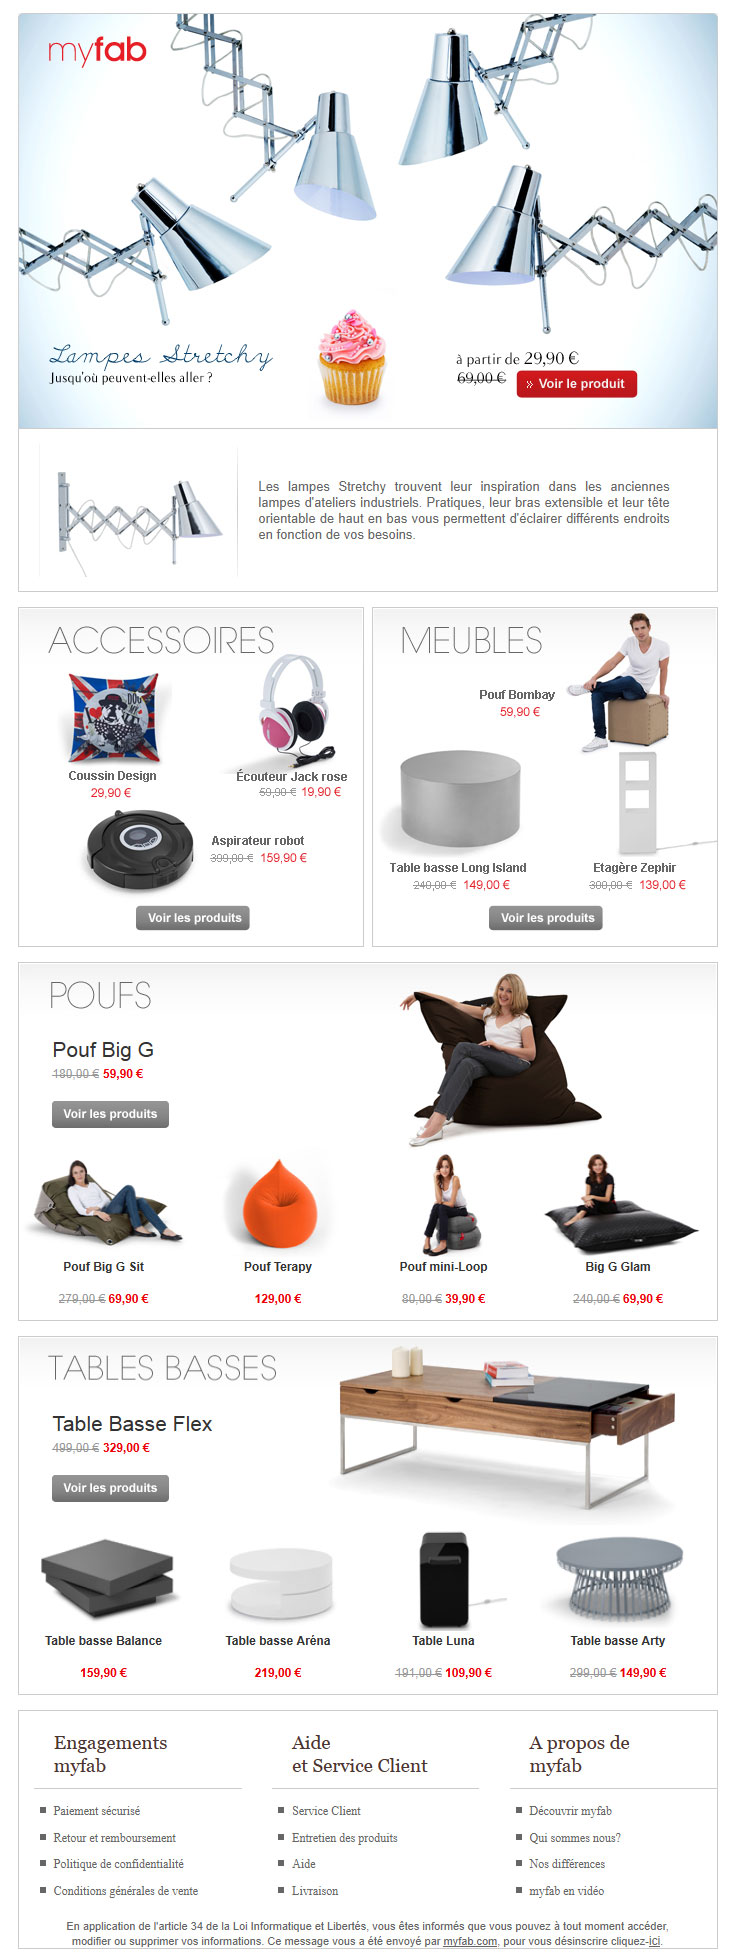 myfab
Lampes Stretchy
Jusqu'où peuvent-elles aller ?
à partir de 29,90 €
69,00 €
Voir le produit
Les lampes Stretchy trouvent leur inspiration dans les anciennes
lampes d'ateliers industriels. Pratiques, leur bras extensible et leur tête
orientable de haut en bas vous permettent d'éclairer différents endroits
en fonction de vos besoins.
ACCESSOIRES
Coussin Design
29,90 €
Écouteur Jack rose
59,90 € 19,90 €
Aspirateur robot
399,00 € 159,90 €
Voir les produits
MEUBLES
Pouf Bombay
59,90 €
Table basse Long Island
240,00 € 149,00 €
Etagère Zephir
300,00 € 139,00 €
Voir les produits
POUFS
Pouf Big G
180,00 € 59,90 €
Voir les produits
Pouf Big G Sit
279,00 € 69,90 €
Pouf Terapy
129,00 €
Pouf mini-Loop
80,00 € 39,90 €
Big G Glam
240,00 € 69,90 €
TABLES BASSES
Table Basse Flex
499,00 € 329,00 €
Voir les produits
Table basse Balance
159,90 €
Table basse Aréna
219,00 €
Table Luna
191,00 € 109,90 €
Table basse Arty
299,00 € 149,90 €
Engagements
myfab
Paiement sécurisé
Retour et remboursement
Politique de confidentialité
Conditions générales de vente
Aide
et Service Client
Service Client
Entretien des produits
Aide
Livraison
A propos de
myfab
Découvrir myfab
Qui sommes nous?
Nos différences
myfab en vidéo
En application de l'article 34 de la Loi Informatique et Libertés, vous êtes informés que vous pouvez à tout moment accéder,
modifier ou supprimer vos informations. Ce message vous a été envoyé par myfab.com, pour vous désinscrire cliquez-ici.